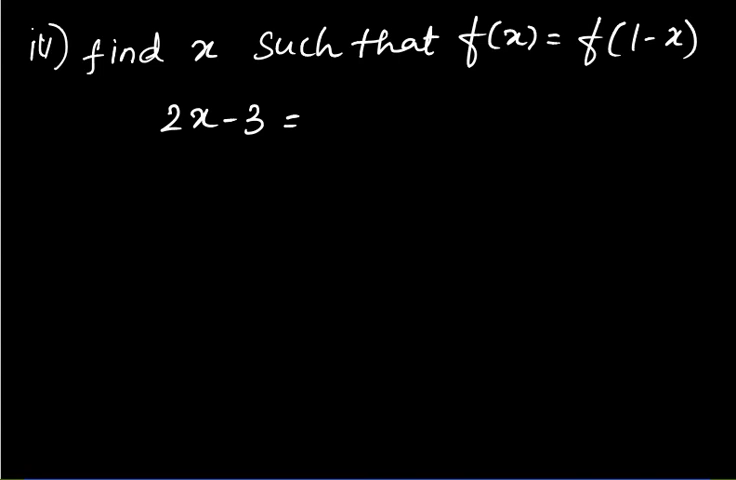 iv) find x such that f(x) = f(1-x)
2x-3 =